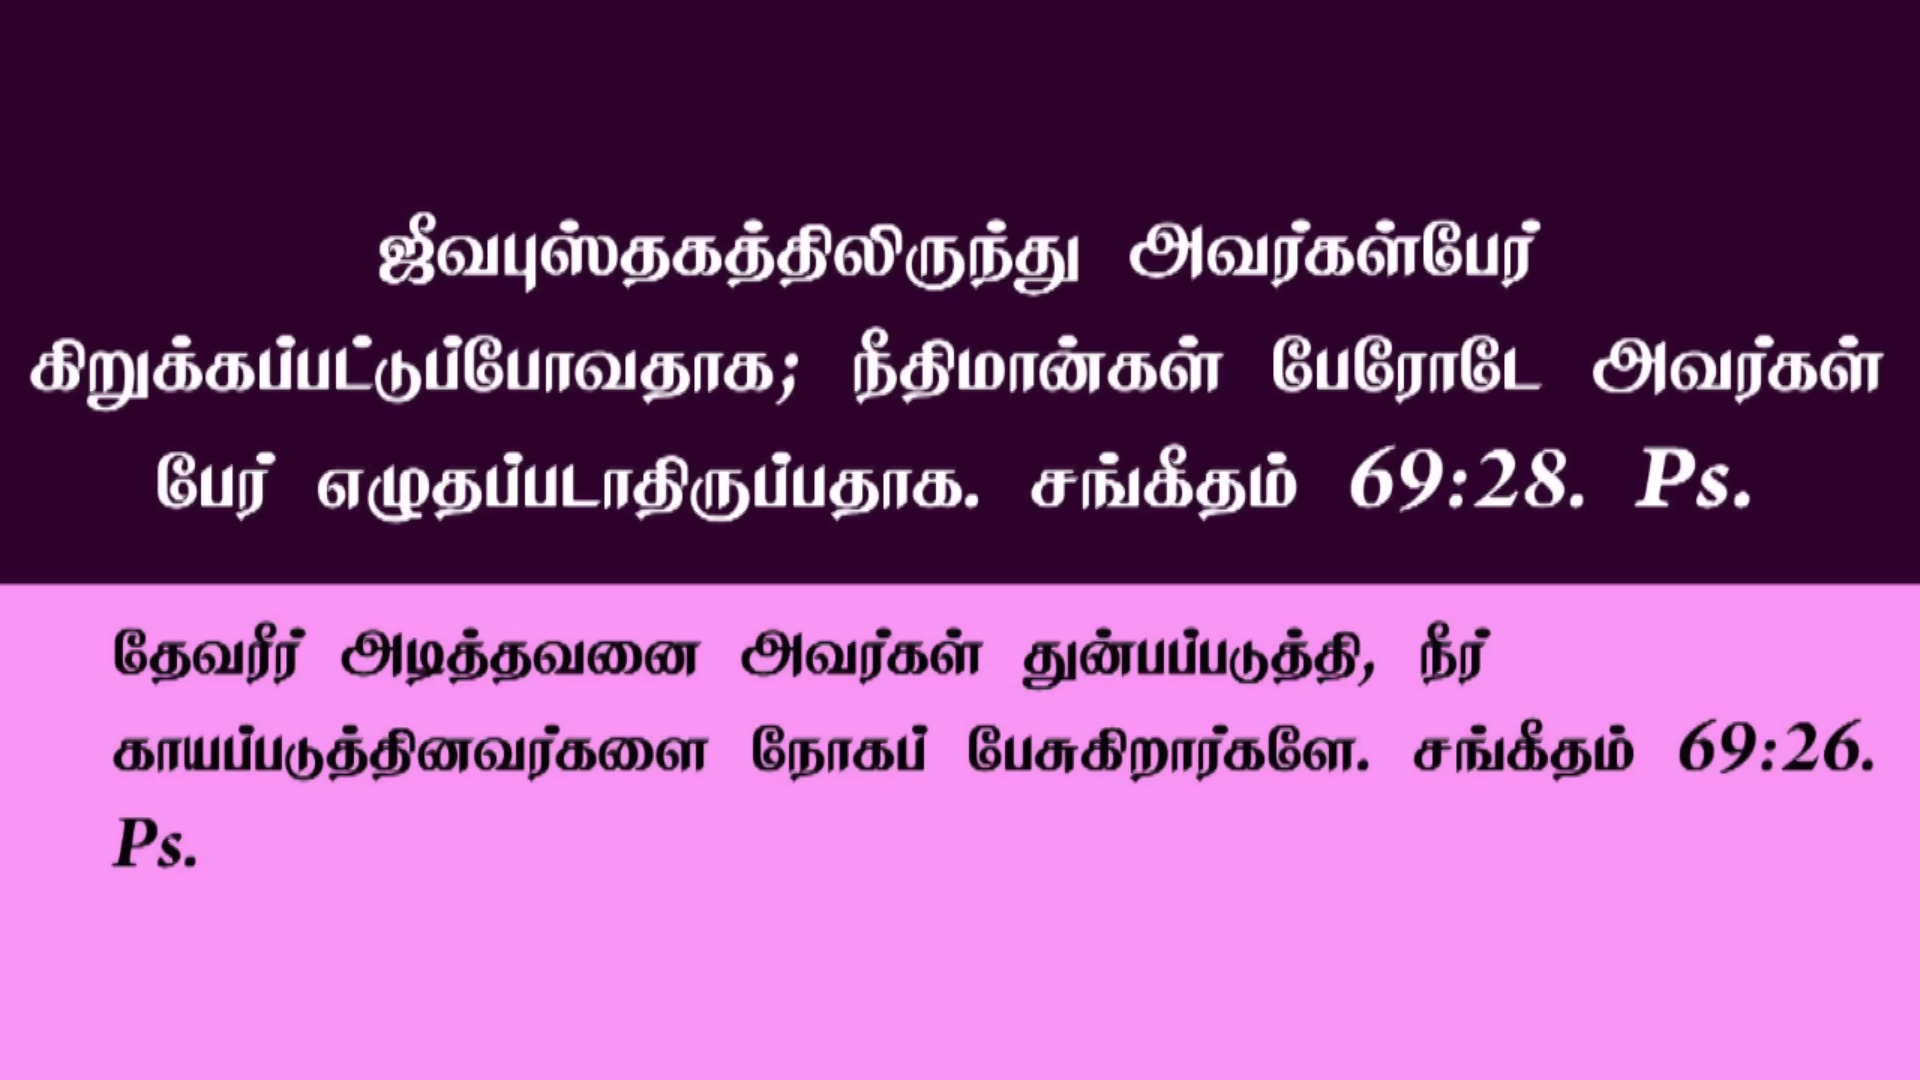 ஜீவபுஸ்தகத்திலிருந்து அவர்கள்பேர்
கிறுக்கப்பட்டுப்போவதாக; நீதிமான்கள் பேரோடே அவர்கள்
பேர் எழுதப்படாதிருப்பதாக. சங்கீதம் 69:28. Ps.
தேவரீர் அடித்தவனை அவர்கள் துன்பப்படுத்தி, நீர்
காயப்படுத்தினவர்களை நோகப் பேசுகிறார்களே. சங்கீதம் 69:26.
Ps.